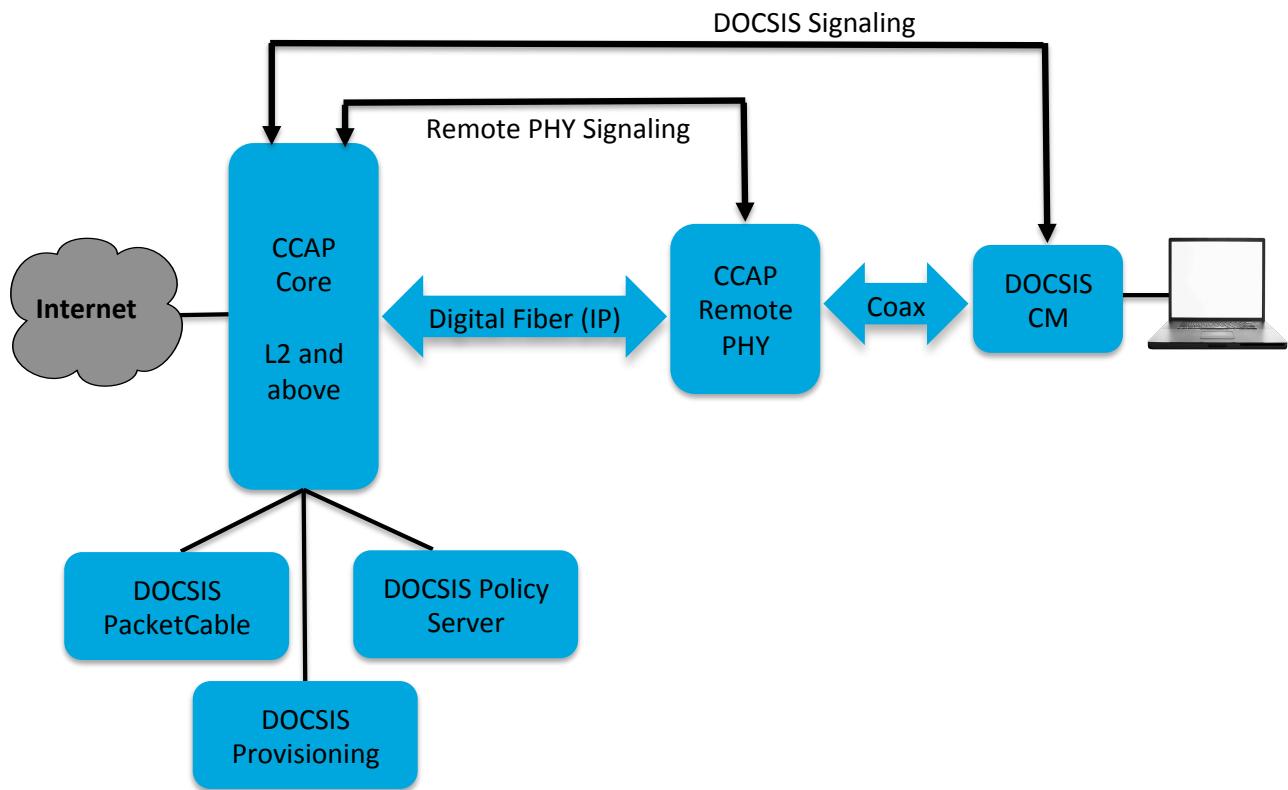 DOCSIS Signaling
Remote PHY Signaling
Internet
CCAP
Core
L2 and
above
Digital Fiber (IP)
CCAP
Remote
PHY
Coax
DOCSIS
CM
DOCSIS
PacketCable
DOCSIS Policy
Server
DOCSIS
Provisioning